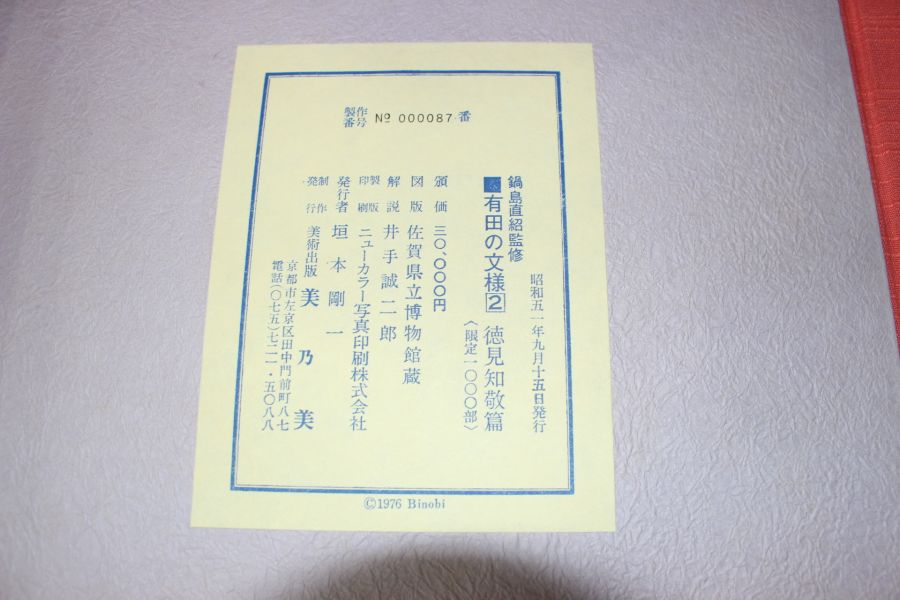 製作番号 № 000087 番
昭和五一年九月十五日発行
鍋島直紹監修
有田の文様 2 徳見知敬篇
〈限定一〇〇〇部〉
頒価 三〇、〇〇〇円
図版 佐賀県立博物館蔵
解説 井手誠二郎
製版印刷 ニューカラー写真印刷株式会社
発行者 垣本剛一
制作発行 美術出版 美乃美
京都市左京区田中門前町八七
電話(〇七五)七二一・五〇八八
©1976 Binobi